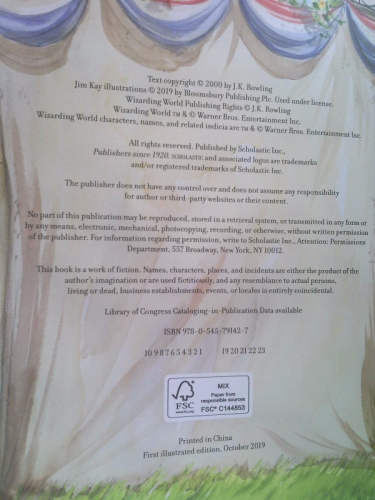 Text copyright © 2000 by J.K. Rowling
Jim Kay illustrations © 2019 by Bloomsbury Publishing Plc. Used under license.
Wizarding World Publishing Rights © J.K. Rowling
Wizarding World ™ & © Warner Bros. Entertainment Inc.
Wizarding World characters, names, and related indicia are ™ & © Warner Bros. Entertainment Inc.
All rights reserved. Published by Scholastic Inc.,
Publishers since 1920. SCHOLASTIC and associated logos are trademarks
and/or registered trademarks of Scholastic Inc.
The publisher does not have any control over and does not assume any responsibility
for author or third-party websites or their content.
No part of this publication may be reproduced, stored in a retrieval system, or transmitted in any form or
by any means, electronic, mechanical, photocopying, recording, or otherwise, without written permission
of the publisher. For information regarding permission, write to Scholastic Inc., Attention: Permissions
Department, 557 Broadway, New York, NY 10012.
This book is a work of fiction. Names, characters, places, and incidents are either the product of the
author's imagination or are used fictitiously, and any resemblance to actual persons,
living or dead, business establishments, events, or locales is entirely coincidental.
Library of Congress Cataloging-in-Publication Data available
ISBN 978-0-545-79142-7
10 9 8 7 6 5 4 3 2 1 19 20 21 22 23
MIX
Paper from
responsible sources
FSC® C144853
FSC
www.fsc.org
Printed in China
First illustrated edition, October 2019